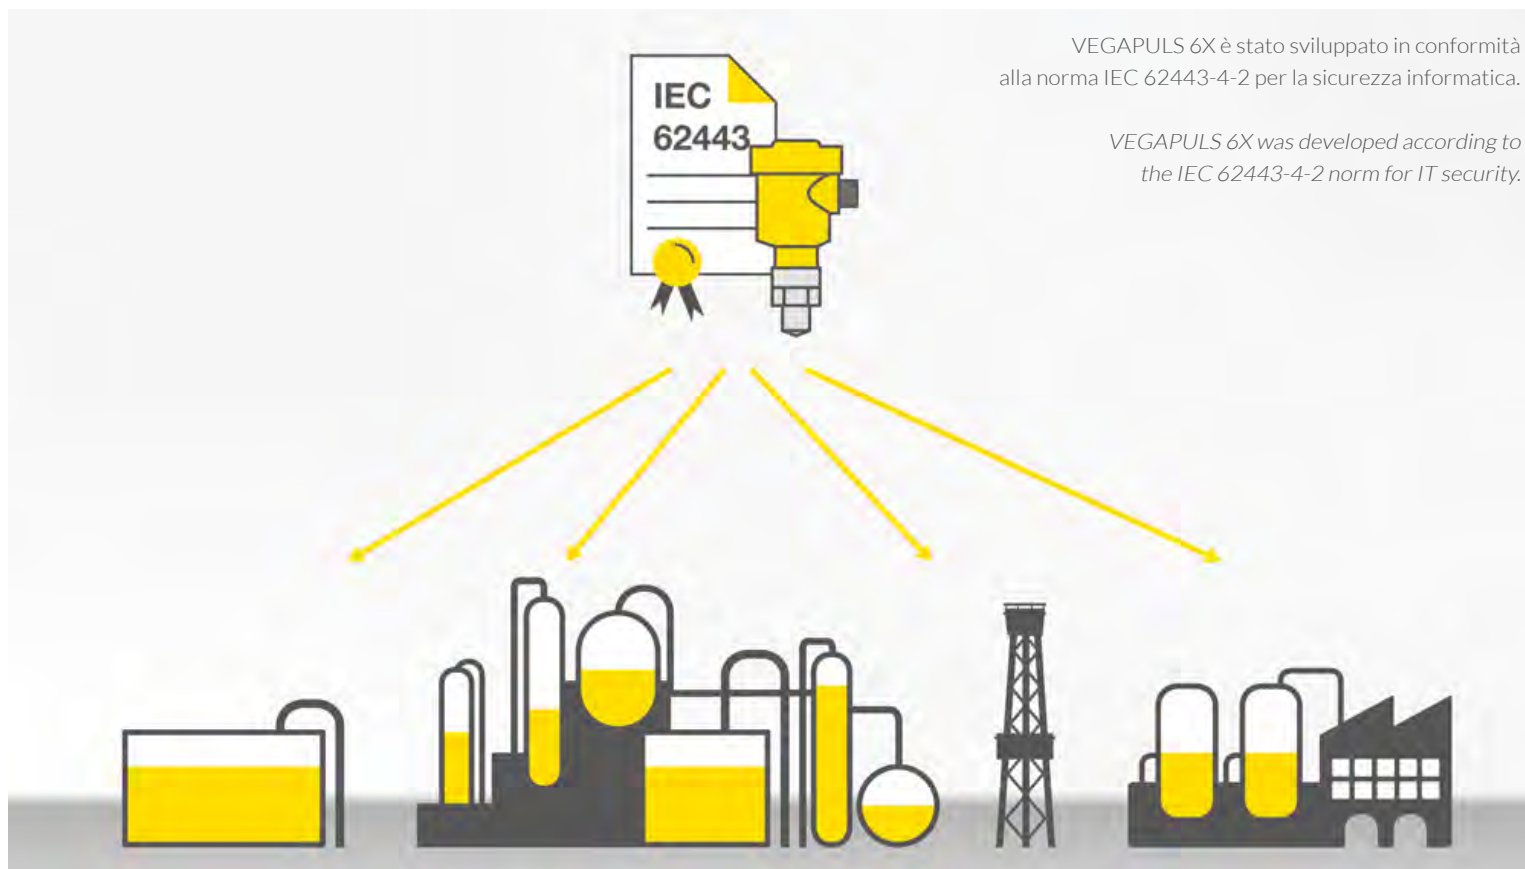 VEGAPULS 6X è stato sviluppato in conformità
alla norma IEC 62443-4-2 per la sicurezza informatica.
VEGAPULS 6X was developed according to
the IEC 62443-4-2 norm for IT security.
IEC
62443